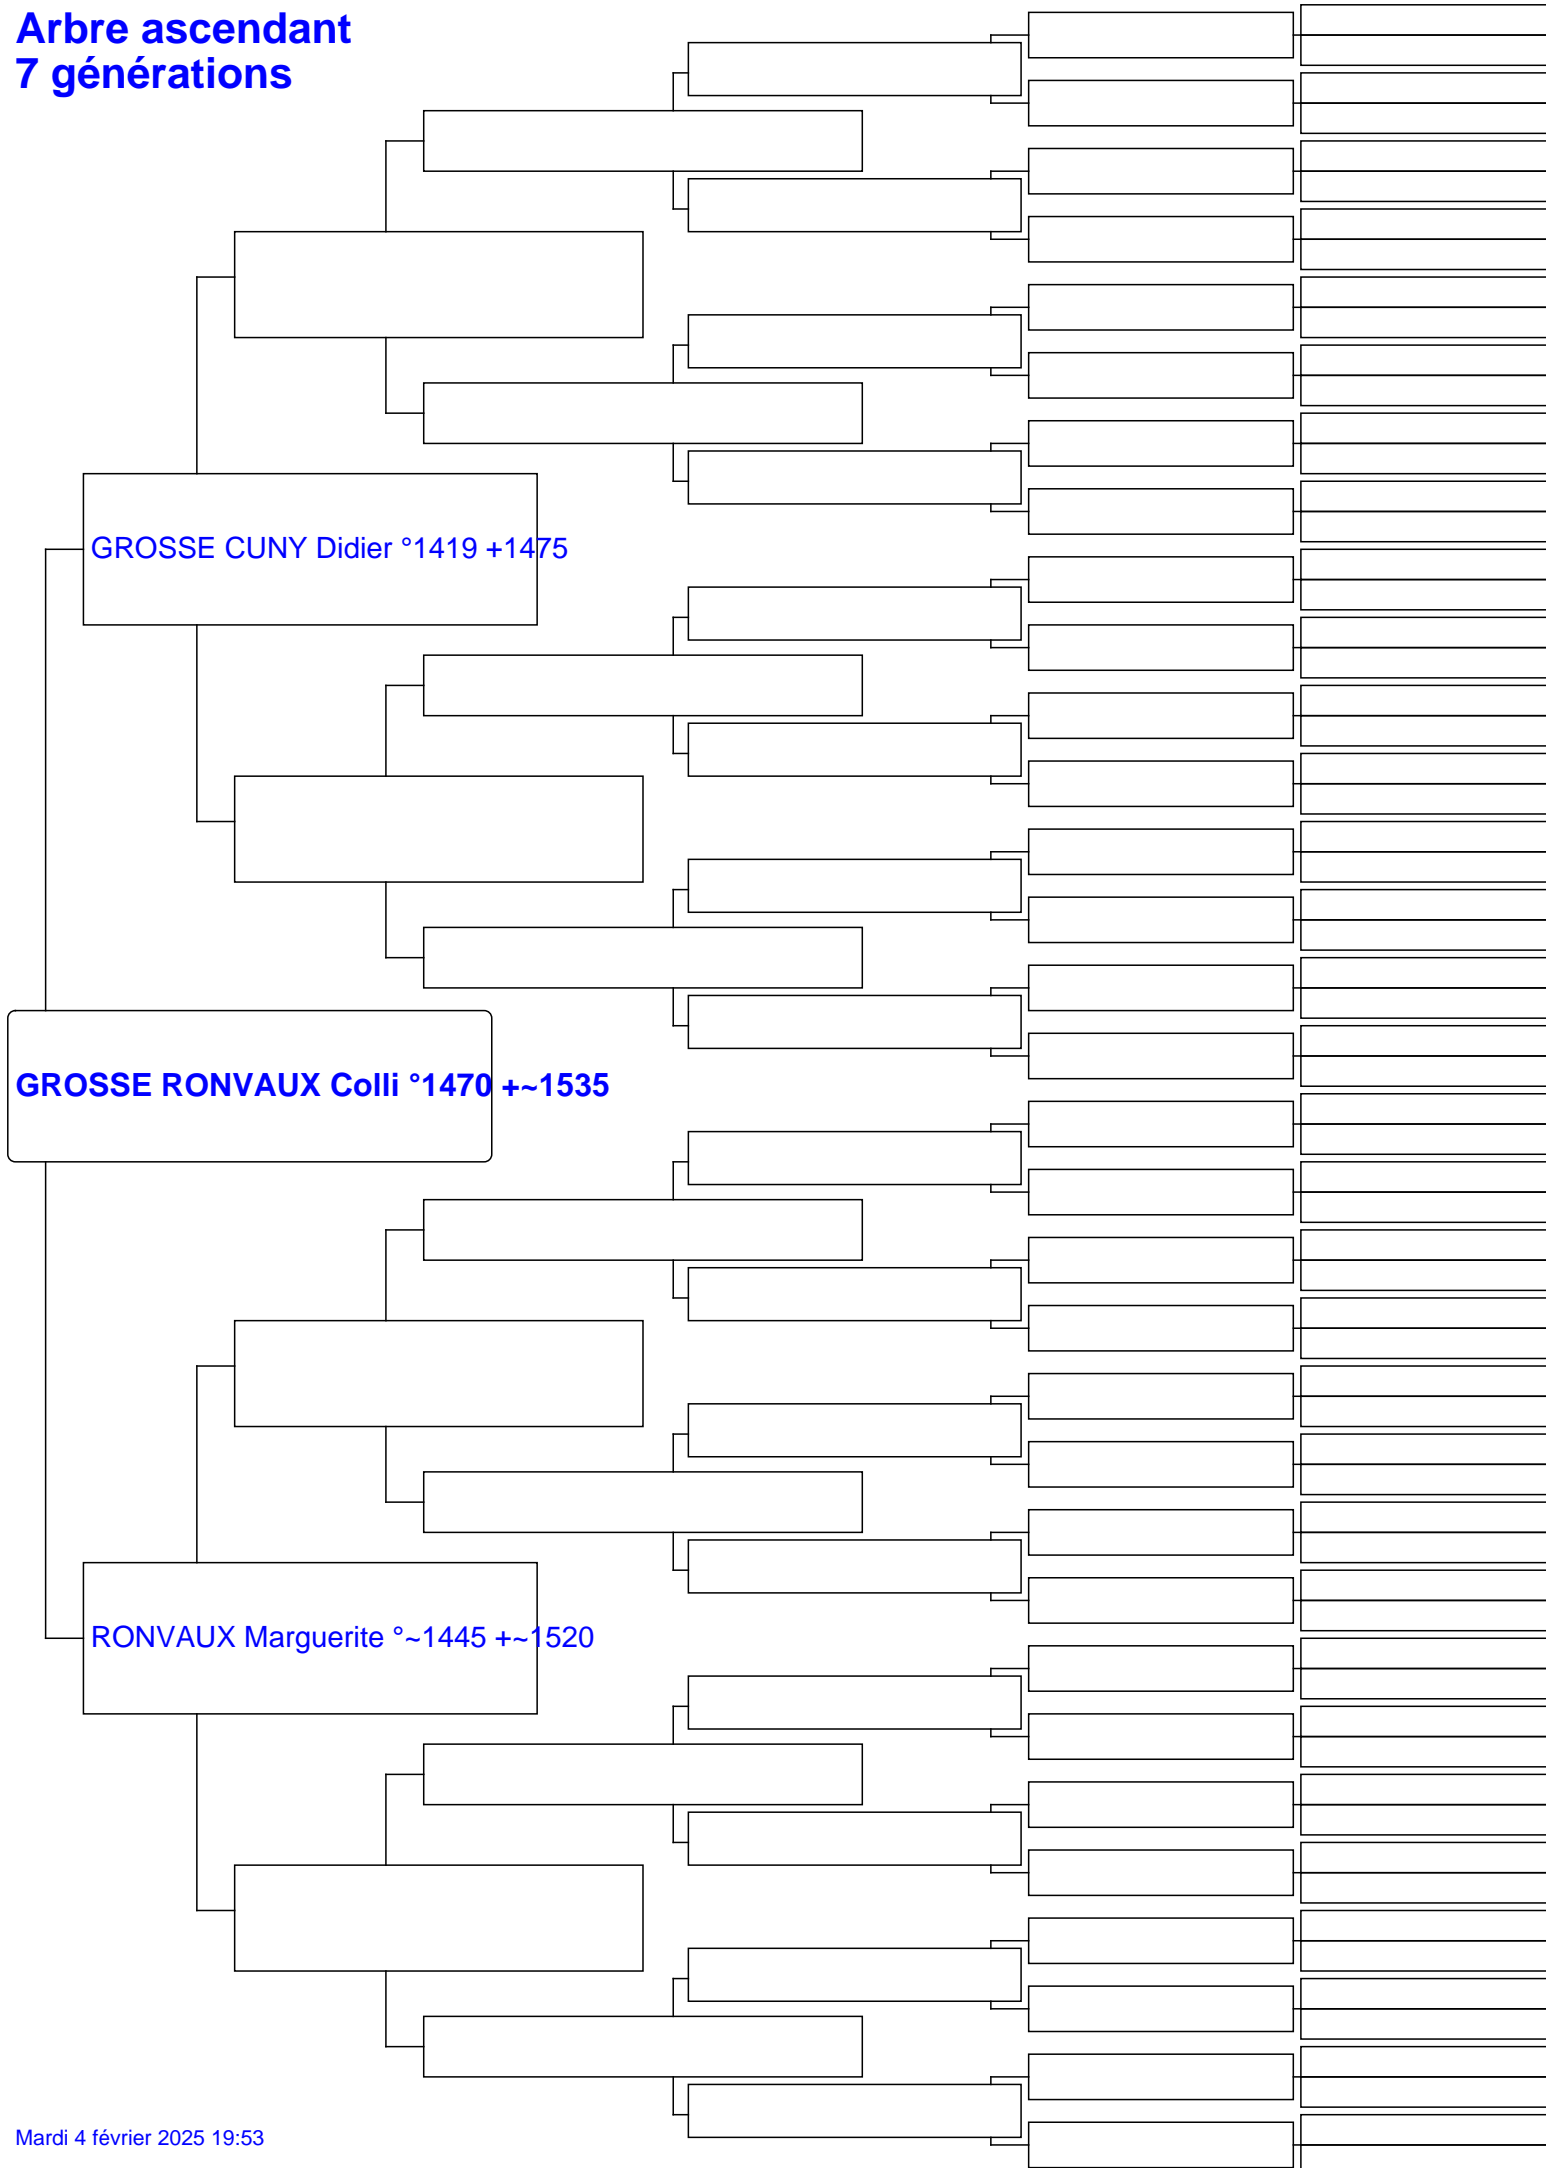 Arbre ascendant
7 générations
GROSSE CUNY Didier °1419 +1475
GROSSE RONVAUX Colli °1470 +~1535
RONVAUX Marguerite °~1445 +~1520
Mardi 4 février 2025 19:53